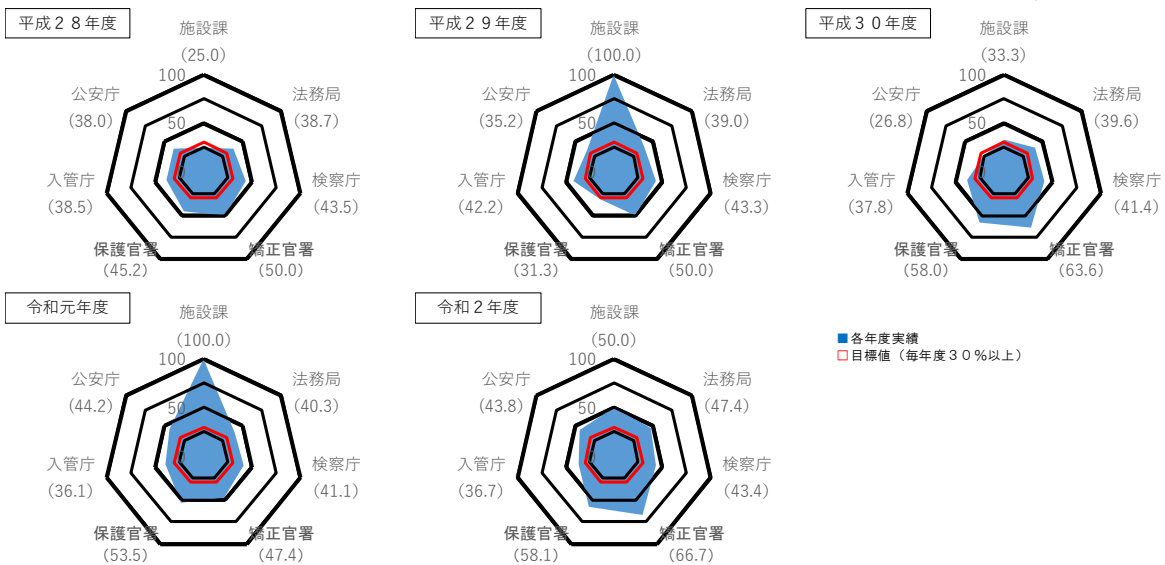 平成２８年度
施設課
(25.0)
100
公安庁
(38.0)
法務局
(38.7)
50
0
入管庁
(38.5)
検察庁
(43.5)
保護官署
(45.2)
矯正官署
(50.0)
平成２９年度
施設課
(100.0)
100
公安庁
(35.2)
法務局
(39.0)
50
0
入管庁
(42.2)
検察庁
(43.3)
保護官署
(31.3)
矯正官署
(50.0)
平成３０年度
施設課
(33.3)
100
公安庁
(26.8)
法務局
(39.6)
50
0
入管庁
(37.8)
検察庁
(41.4)
保護官署
(58.0)
矯正官署
(63.6)
令和元年度
施設課
(100.0)
100
公安庁
(44.2)
法務局
(40.3)
50
0
入管庁
(36.1)
検察庁
(41.1)
保護官署
(53.5)
矯正官署
(47.4)
令和２年度
施設課
(50.0)
100
公安庁
(43.8)
法務局
(47.4)
50
0
入管庁
(36.7)
検察庁
(43.4)
保護官署
(58.1)
矯正官署
(66.7)
各年度実績
目標値（毎年度３０％以上）